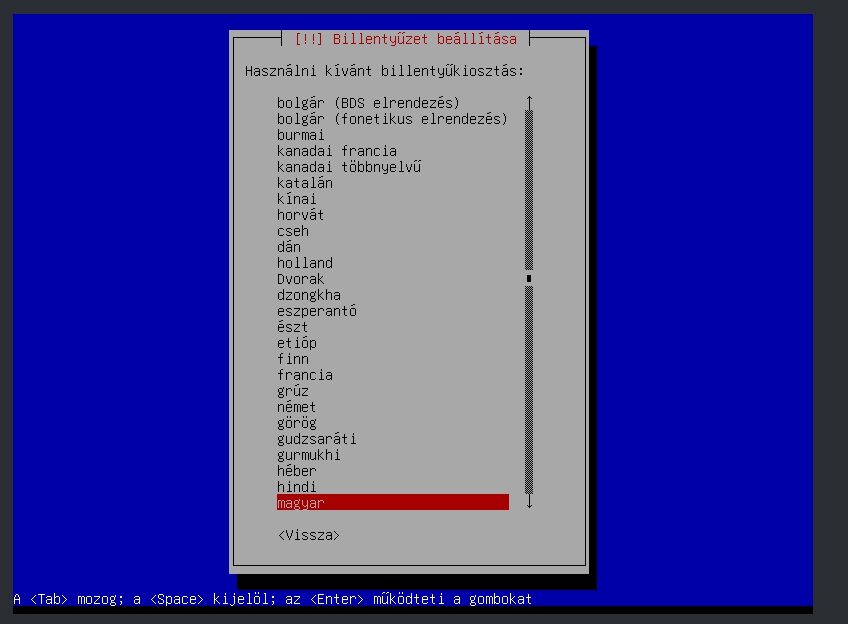 [!!] Billentyűzet beállítása
Használni kívánt billentyűkiosztás:
bolgár (BDS elrendezés)
bolgár (fonetikus elrendezés)
burmai
kanadai francia
kanadai többnyelvű
katalán
kínai
horvát
cseh
dán
holland
Dvorak
dzongkha
eszperantó
észt
etióp
finn
francia
grúz
német
görög
gudzsaráti
gurmukhi
héber
hindi
magyar
<Vissza>
A <Tab> mozog; a <Space> kijelöl; az <Enter> működteti a gombokat